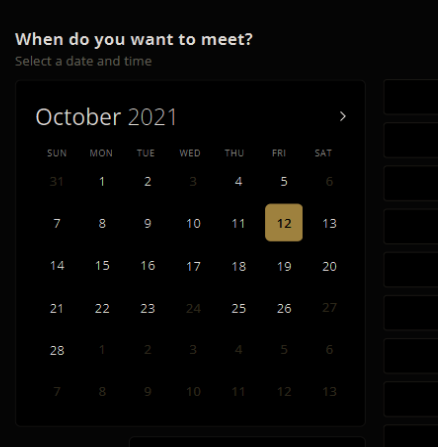 When do you want to meet?
Select a date and time
October 2021 >
SUN MON TUE WED THU FRI SAT
31 1 2 3 4 5 6
7 8 9 10 11 12 13
14 15 16 17 18 19 20
21 22 23 24 25 26 27
28 1 2 3 4 5 6
7 8 9 10 11 12 13